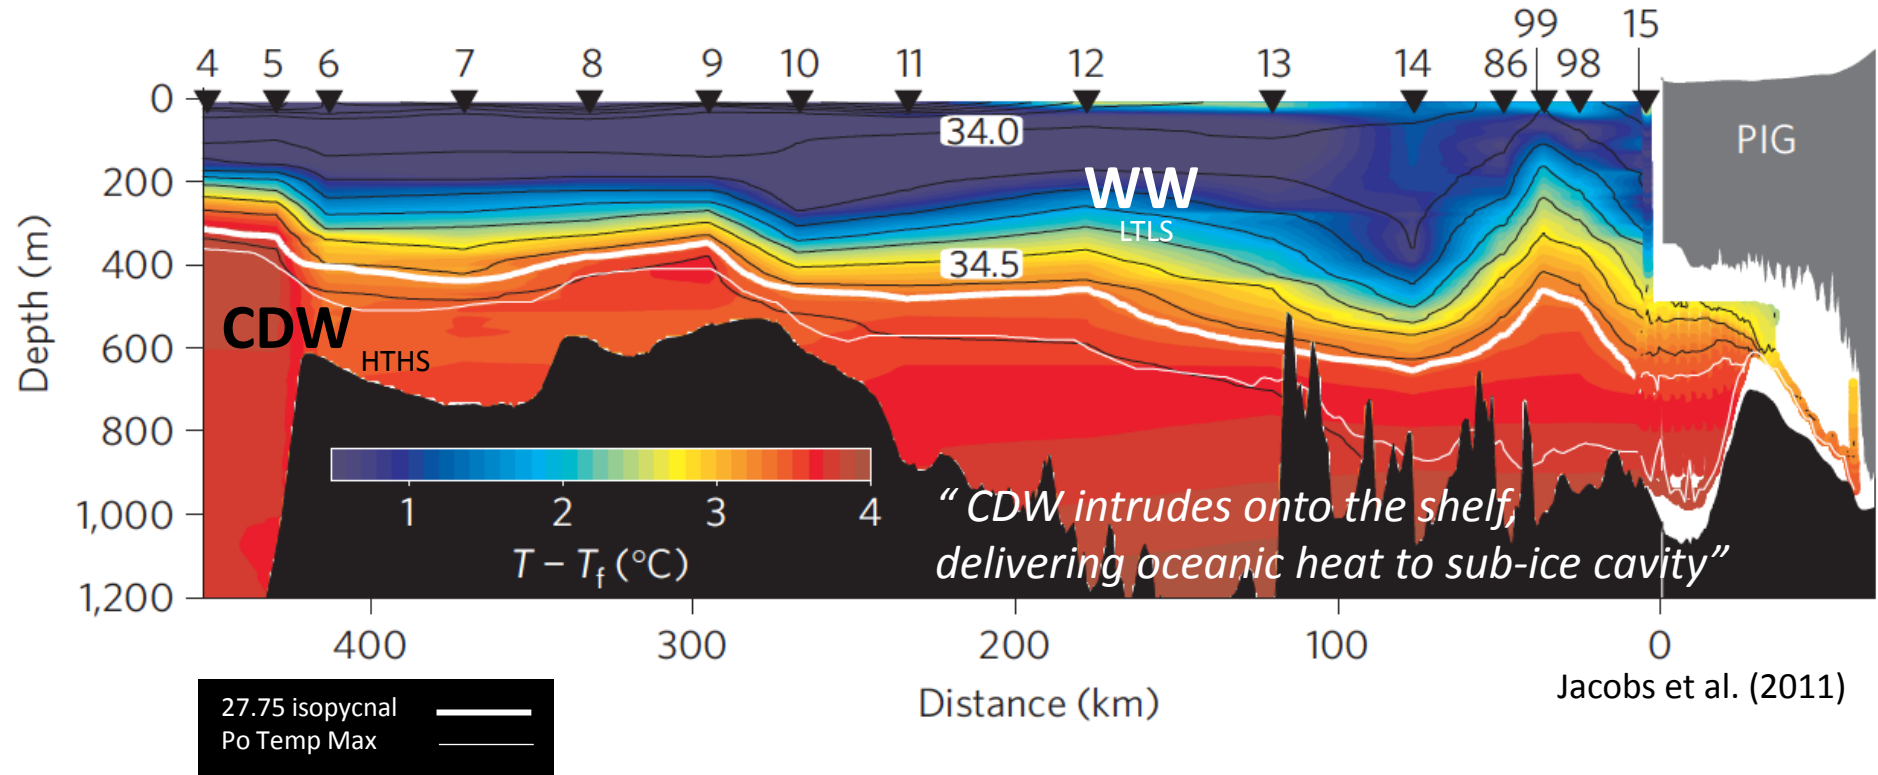 99 15
4 5 6 7 8 9 10 11 12 13 14 86 98
0
200
400
600
800
1,000
1,200
Depth (m)
34.0
PIG
WW
LTLS
34.5
CDW
HTHS
1 2 3 4
T – Tf (°C)
“ CDW intrudes onto the shelf,
delivering oceanic heat to sub-ice cavity”
400 300 200 100 0
Distance (km)
Jacobs et al. (2011)
27.75 isopycnal
Po Temp Max